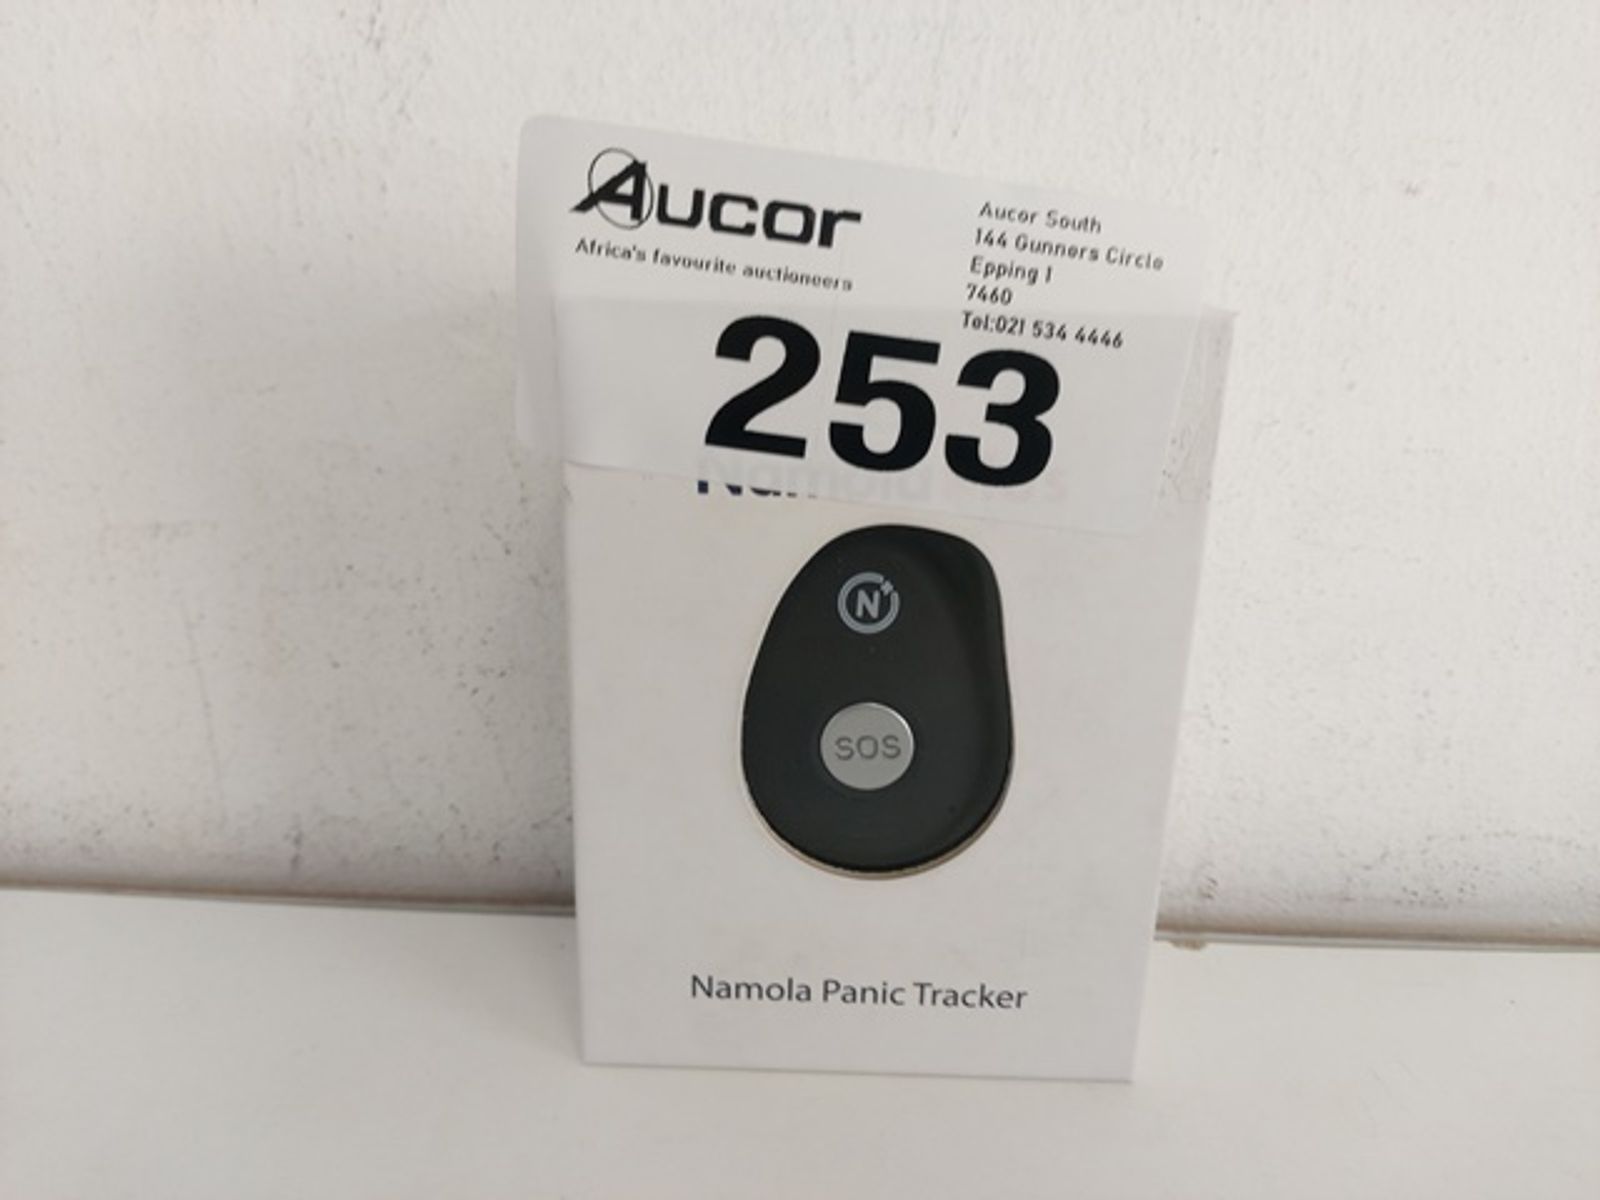 Aucor
Africa's favourite auctioneers
Aucor South
144 Gunners Circle
Epping 1
7460
Tel:021 534 4446
253
Namola
N
SOS
Namola Panic Tracker